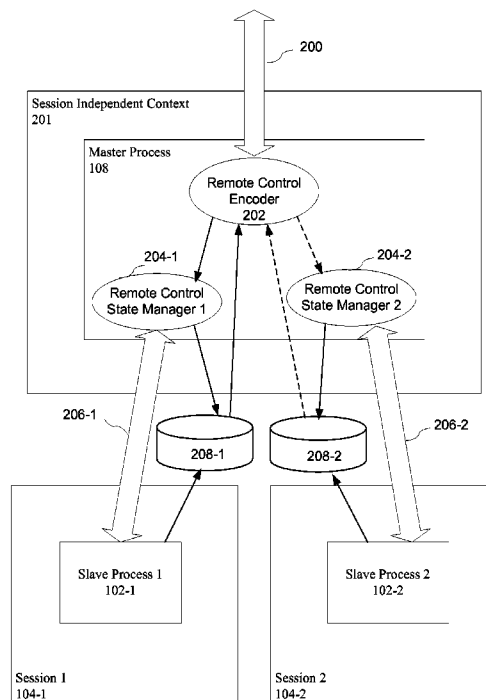 200
Session Independent Context
201
Master Process
108
Remote Control
Encoder
202
204-1
204-2
Remote Control
State Manager 1
Remote Control
State Manager 2
206-1
206-2
208-1
208-2
Slave Process 1
102-1
Slave Process 2
102-2
Session 1
104-1
Session 2
104-2